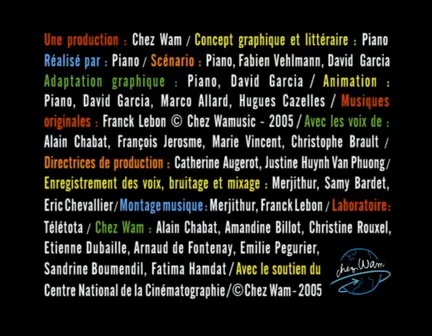 Une production : Chez Wam / Concept graphique et littéraire : Piano
Réalisé par : Piano / Scénario : Piano, Fabien Vehlmann, David Garcia
Adaptation graphique : Piano, David Garcia / Animation :
Piano, David Garcia, Marco Allard, Hugues Cazelles / Musiques
originales : Franck Lebon © Chez Wamusic - 2005 / Avec les voix de :
Alain Chabat, François Jerosme, Marie Vincent, Christophe Brault /
Directrices de production : Catherine Augerot, Justine Huynh Van Phuong /
Enregistrement des voix, bruitage et mixage : Merjithur, Samy Bardet,
Eric Chevallier / Montage musique : Merjithur, Franck Lebon / Laboratoire :
Télétota / Chez Wam : Alain Chabat, Amandine Billot, Christine Rouxel,
Etienne Dubaille, Arnaud de Fontenay, Emilie Pegurier,
Sandrine Boumendil, Fatima Hamdat / Avec le soutien du
Centre National de la Cinématographie / © Chez Wam - 2005
chez Wam